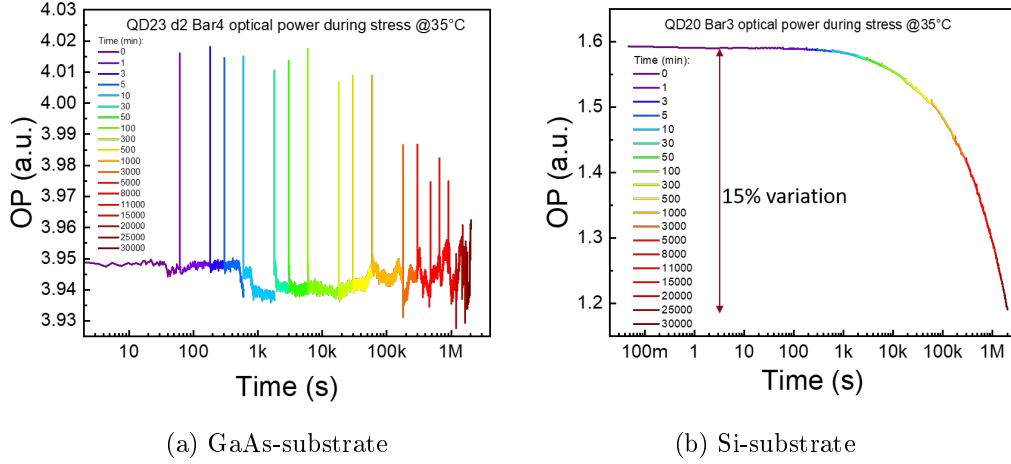 QD23 d2 Bar4 optical power during stress @35°C
Time (min):
0
1
3
5
10
30
50
100
300
500
1000
3000
5000
8000
11000
15000
20000
25000
30000
4.03
4.02
4.01
4.00
3.99
3.98
3.97
3.96
3.95
3.94
3.93
OP (a.u.)
10
100
1k
10k
100k
1M
Time (s)
(a) GaAs-substrate
QD20 Bar3 optical power during stress @35°C
Time (min):
0
1
3
5
10
30
50
100
300
500
1000
3000
5000
8000
11000
15000
20000
25000
30000
15% variation
1.6
1.5
1.4
1.3
1.2
OP (a.u.)
100m
1
10
100
1k
10k
100k
1M
Time (s)
(b) Si-substrate